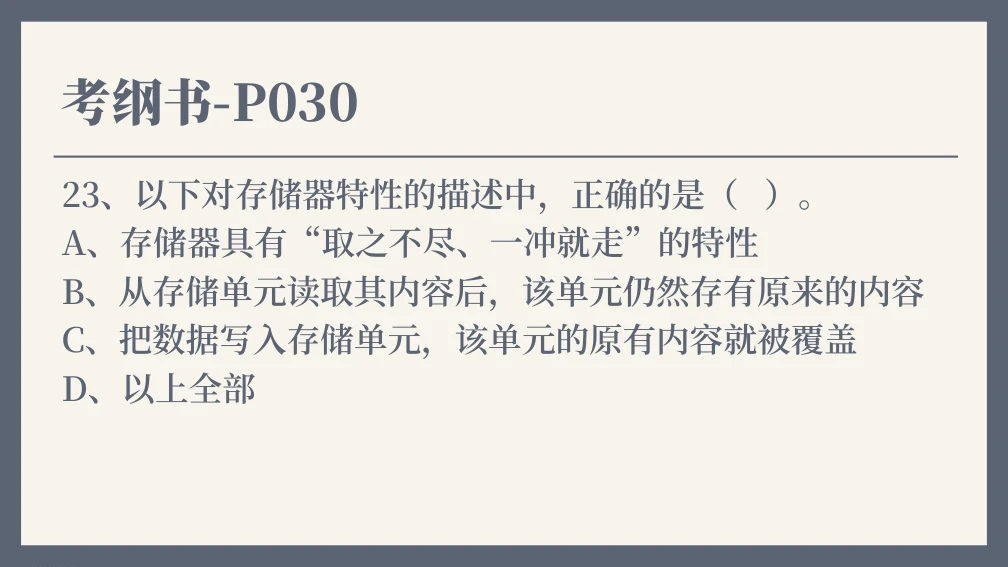 考纲书-P030
23、以下对存储器特性的描述中，正确的是（  ）。
A、存储器具有“取之不尽、一冲就走”的特性
B、从存储单元读取其内容后，该单元仍然存有原来的内容
C、把数据写入存储单元，该单元的原有内容就被覆盖
D、以上全部